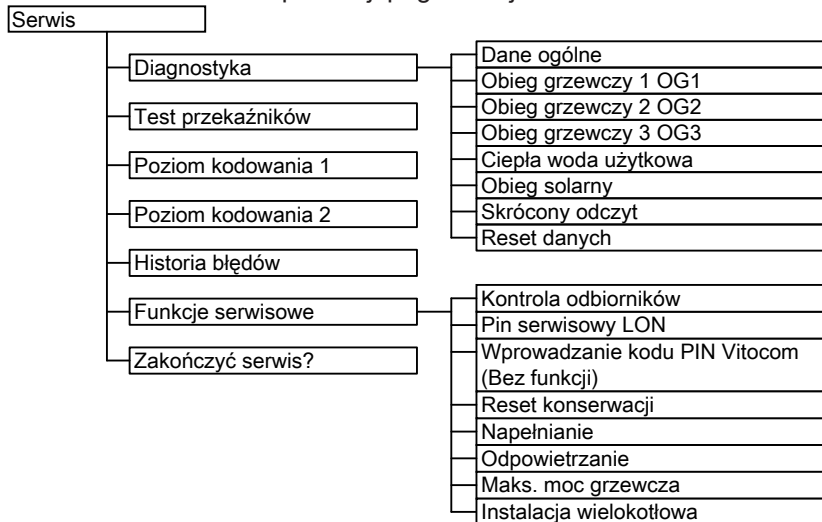 Serwis
Diagnostyka
Test przekaźników
Poziom kodowania 1
Poziom kodowania 2
Historia błędów
Funkcje serwisowe
Zakończyć serwis?
Dane ogólne
Obieg grzewczy 1 OG1
Obieg grzewczy 2 OG2
Obieg grzewczy 3 OG3
Ciepła woda użytkowa
Obieg solarny
Skrócony odczyt
Reset danych
Kontrola odbiorników
Pin serwisowy LON
Wprowadzanie kodu PIN Vitocom
(Bez funkcji)
Reset konserwacji
Napełnianie
Odpowietrzanie
Maks. moc grzewcza
Instalacja wielokotłowa